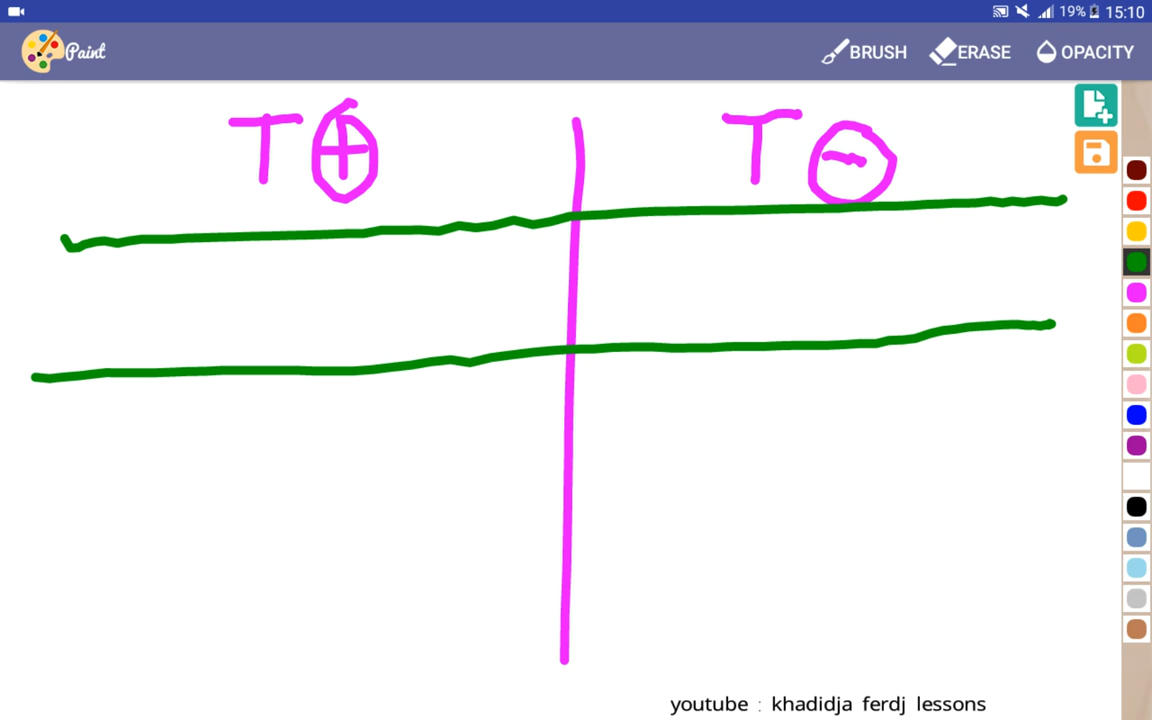 19% 15:10
Paint BRUSH ERASE OPACITY
T⊕ T⊖
youtube : khadidja ferdj lessons